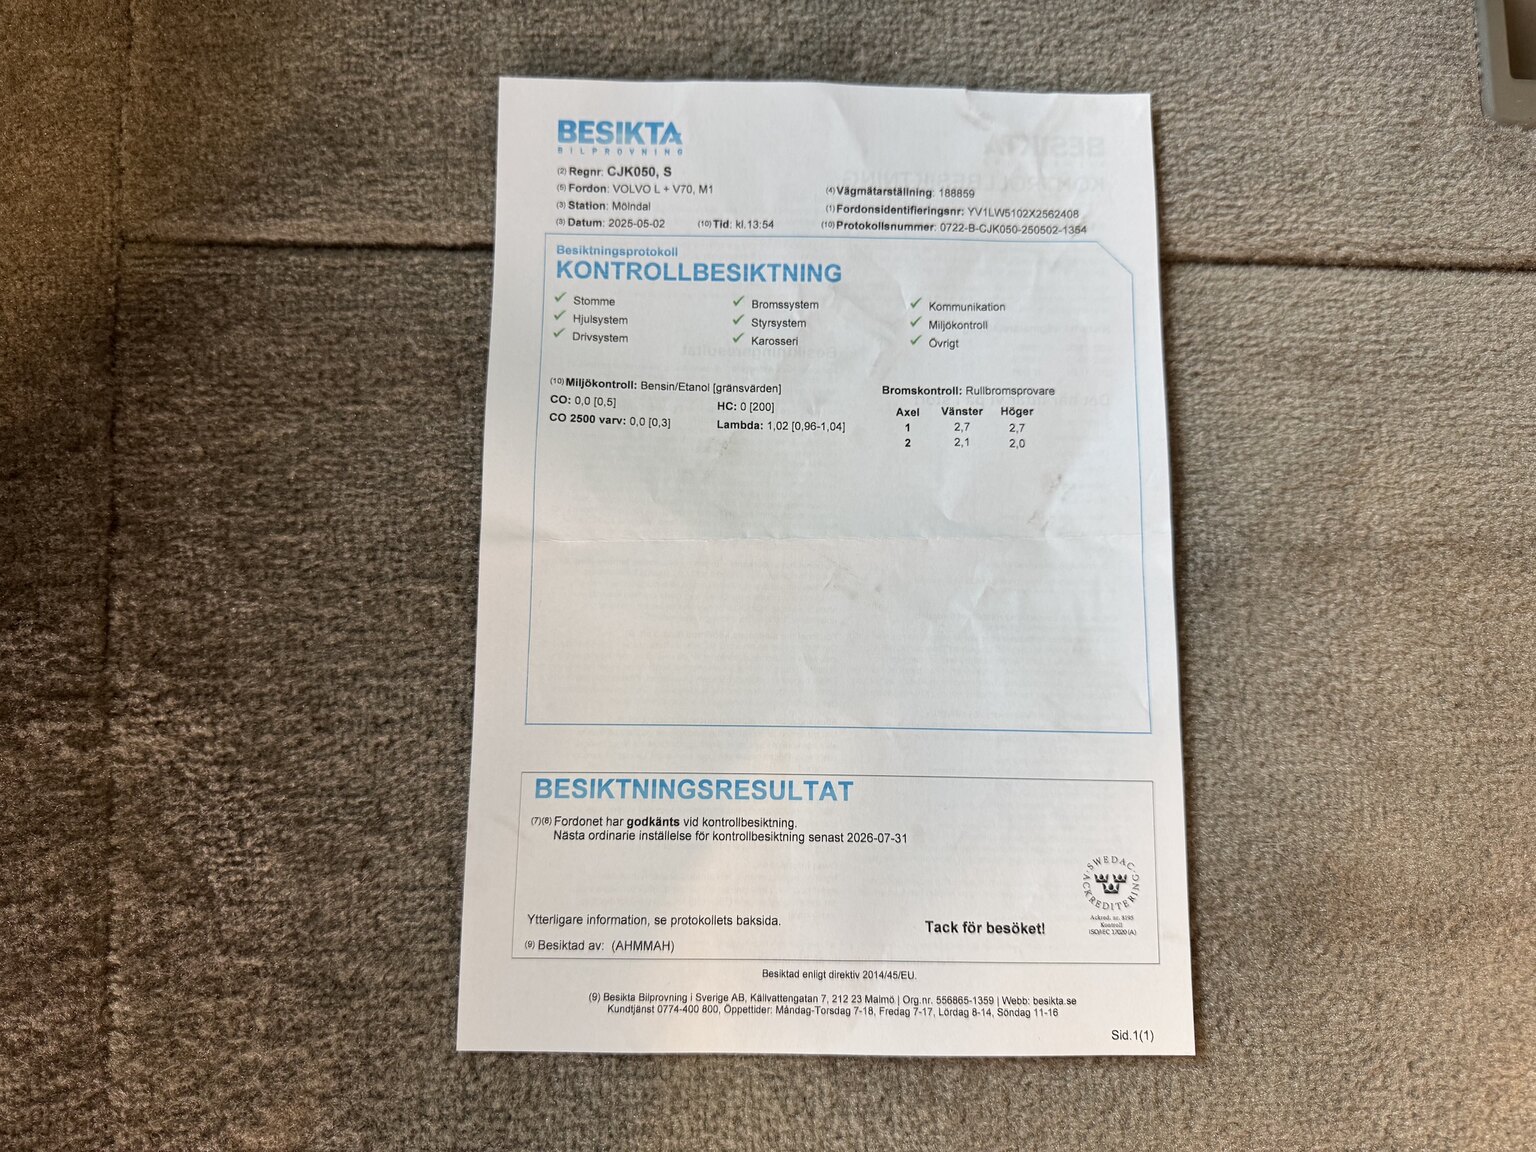 BESIKTA
BILPROVNING
(2) Regnr: CJK050, S
(5) Fordon: VOLVO L + V70, M1
(3) Station: Mölndal
(3) Datum: 2025-05-02 (10) Tid: kl.13:54
(4) Vägmätarställning: 188859
(1) Fordonsidentifieringsnr: YV1LW5102X2562408
(10) Protokollsnummer: 0722-B-CJK050-250502-1354
Besiktningsprotokoll
KONTROLLBESIKTNING
✓ Stomme ✓ Bromssystem ✓ Kommunikation
✓ Hjulsystem ✓ Styrsystem ✓ Miljökontroll
✓ Drivsystem ✓ Karosseri ✓ Övrigt
(10) Miljökontroll: Bensin/Etanol [gränsvärden]
CO: 0,0 [0,5] HC: 0 [200]
CO 2500 varv: 0,0 [0,3] Lambda: 1,02 [0,96-1,04]
Bromskontroll: Rullbromsprovare
Axel Vänster Höger
1 2,7 2,7
2 2,1 2,0
BESIKTNINGSRESULTAT
(7)(8) Fordonet har godkänts vid kontrollbesiktning.
Nästa ordinarie inställelse för kontrollbesiktning senast 2026-07-31
SWEDAC ACKREDITERING
Ackred. nr. 8195
Kontroll
ISO/IEC 17020 (A)
Ytterligare information, se protokollets baksida.
Tack för besöket!
(9) Besiktad av: (AHMMAH)
Besiktad enligt direktiv 2014/45/EU.
(9) Besikta Bilprovning i Sverige AB, Källvattengatan 7, 212 23 Malmö | Org.nr. 556865-1359 | Webb: besikta.se
Kundtjänst 0774-400 800, Öppettider: Måndag-Torsdag 7-18, Fredag 7-17, Lördag 8-14, Söndag 11-16
Sid.1(1)